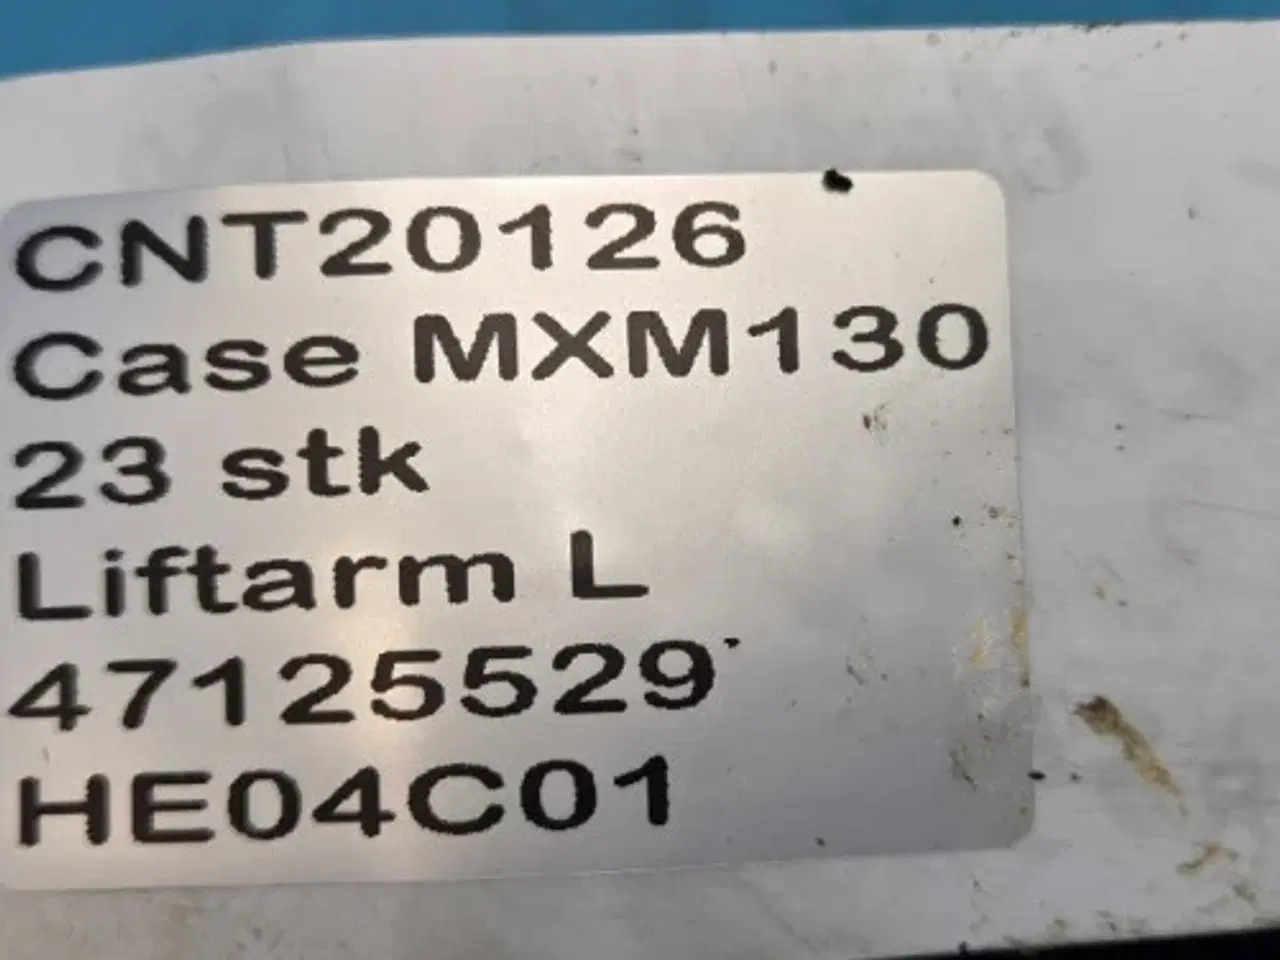 CNT20126
Case MXM130
23 stk
Liftarm L
47125529
HE04C01